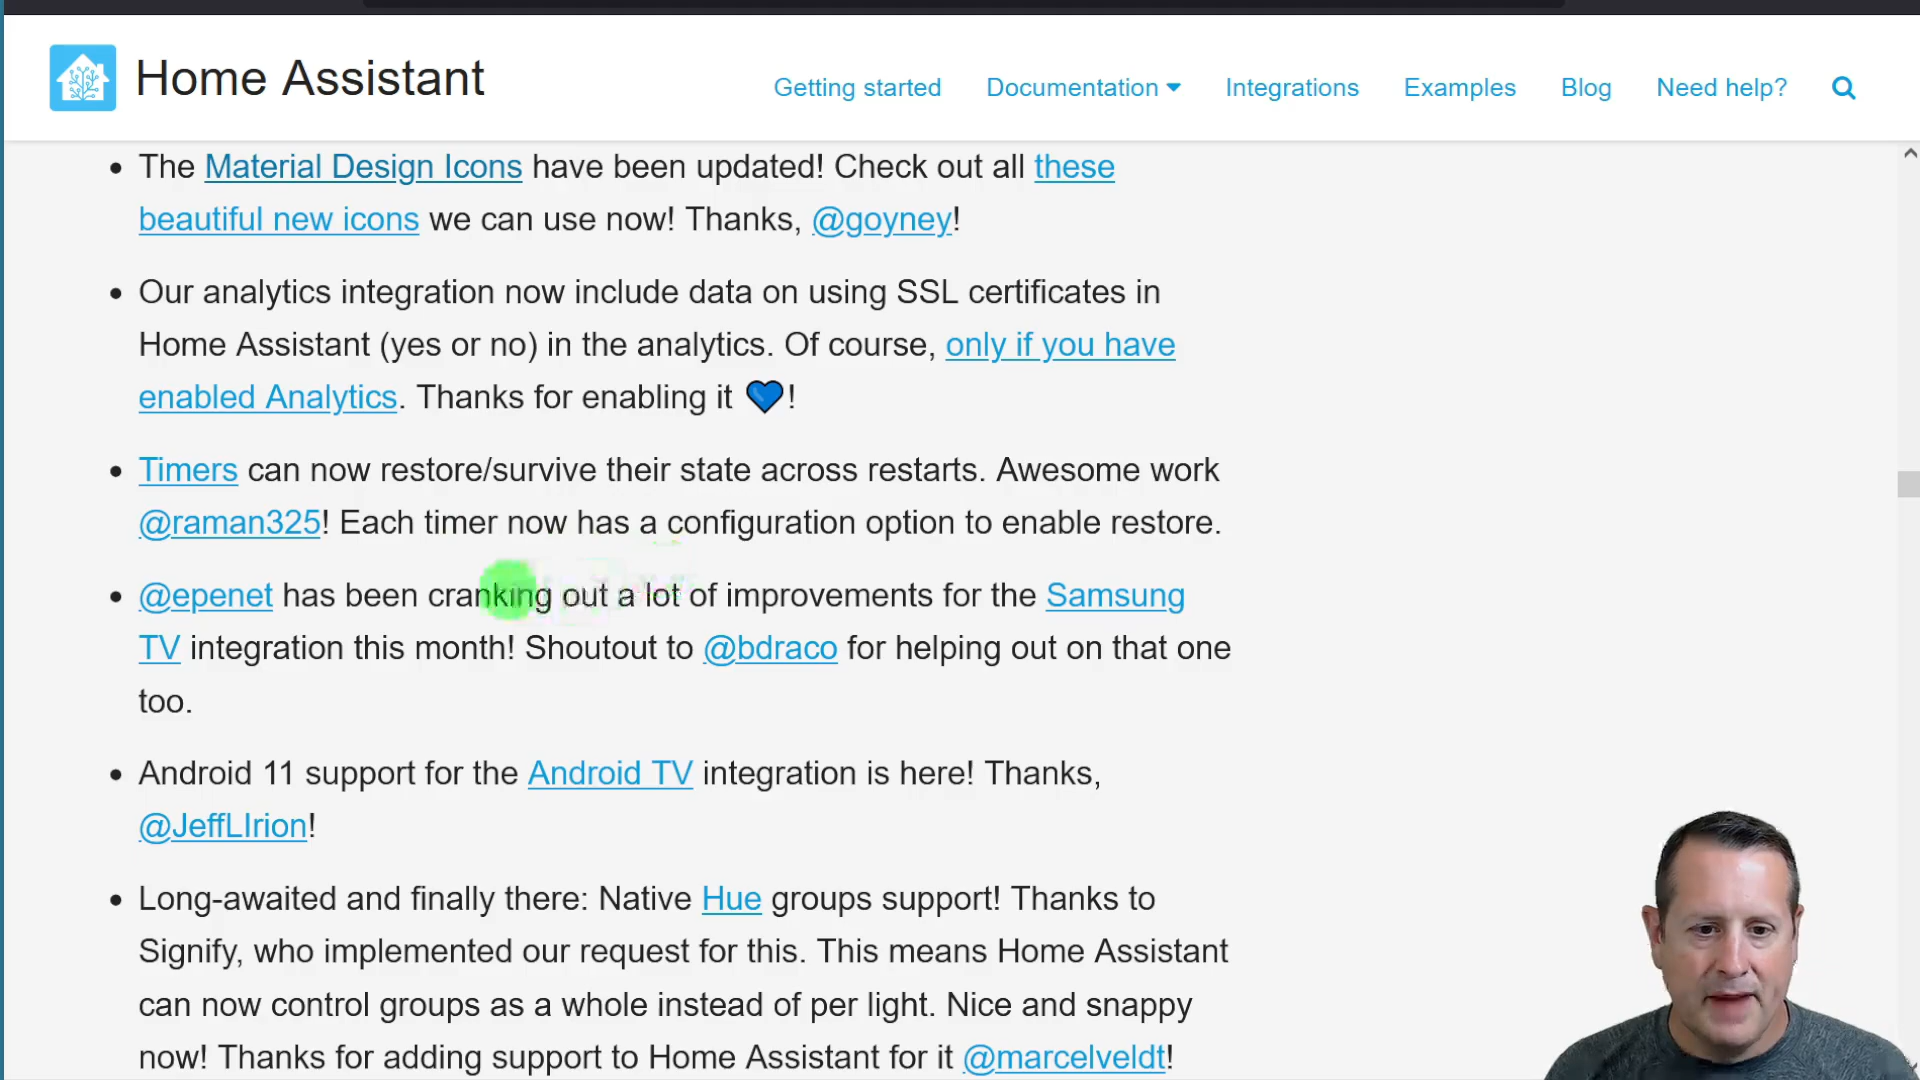 Home Assistant
Getting started Documentation Integrations Examples Blog Need help?
The Material Design Icons have been updated! Check out all these
beautiful new icons we can use now! Thanks, @goyney!
Our analytics integration now include data on using SSL certificates in
Home Assistant (yes or no) in the analytics. Of course, only if you have
enabled Analytics. Thanks for enabling it 💙!
Timers can now restore/survive their state across restarts. Awesome work
@raman325! Each timer now has a configuration option to enable restore.
@epenet has been cranking out a lot of improvements for the Samsung
TV integration this month! Shoutout to @bdraco for helping out on that one
too.
Android 11 support for the Android TV integration is here! Thanks,
@JeffLIrion!
Long-awaited and finally there: Native Hue groups support! Thanks to
Signify, who implemented our request for this. This means Home Assistant
can now control groups as a whole instead of per light. Nice and snappy
now! Thanks for adding support to Home Assistant for it @marcelveldt!